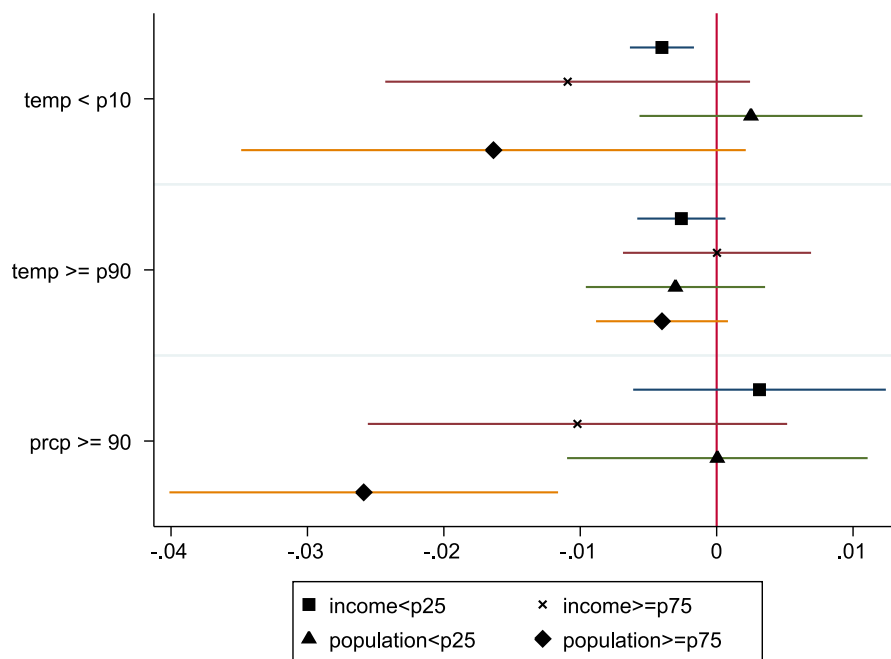 temp < p10
temp >= p90
prcp >= 90
-.04 -.03 -.02 -.01 0 .01
income<p25 income>=p75
population<p25 population>=p75